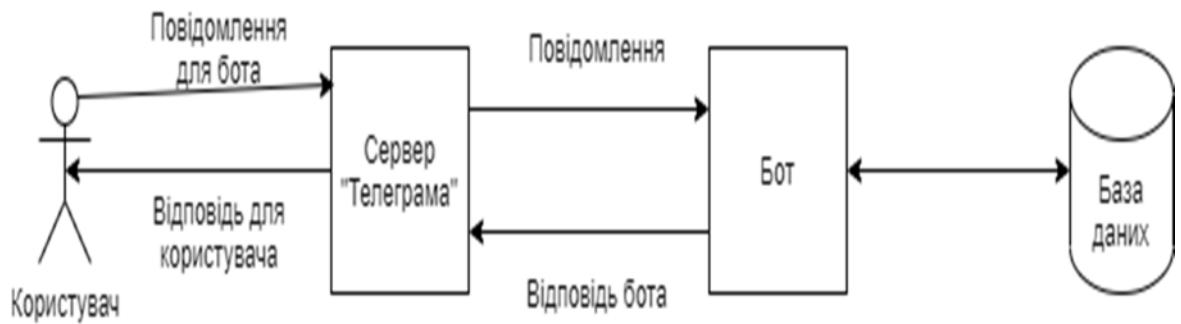 Повідомлення
для бота
Повідомлення
Сервер
"Телеграма"
Бот
База
даних
Відповідь для
користувача
Відповідь бота
Користувач